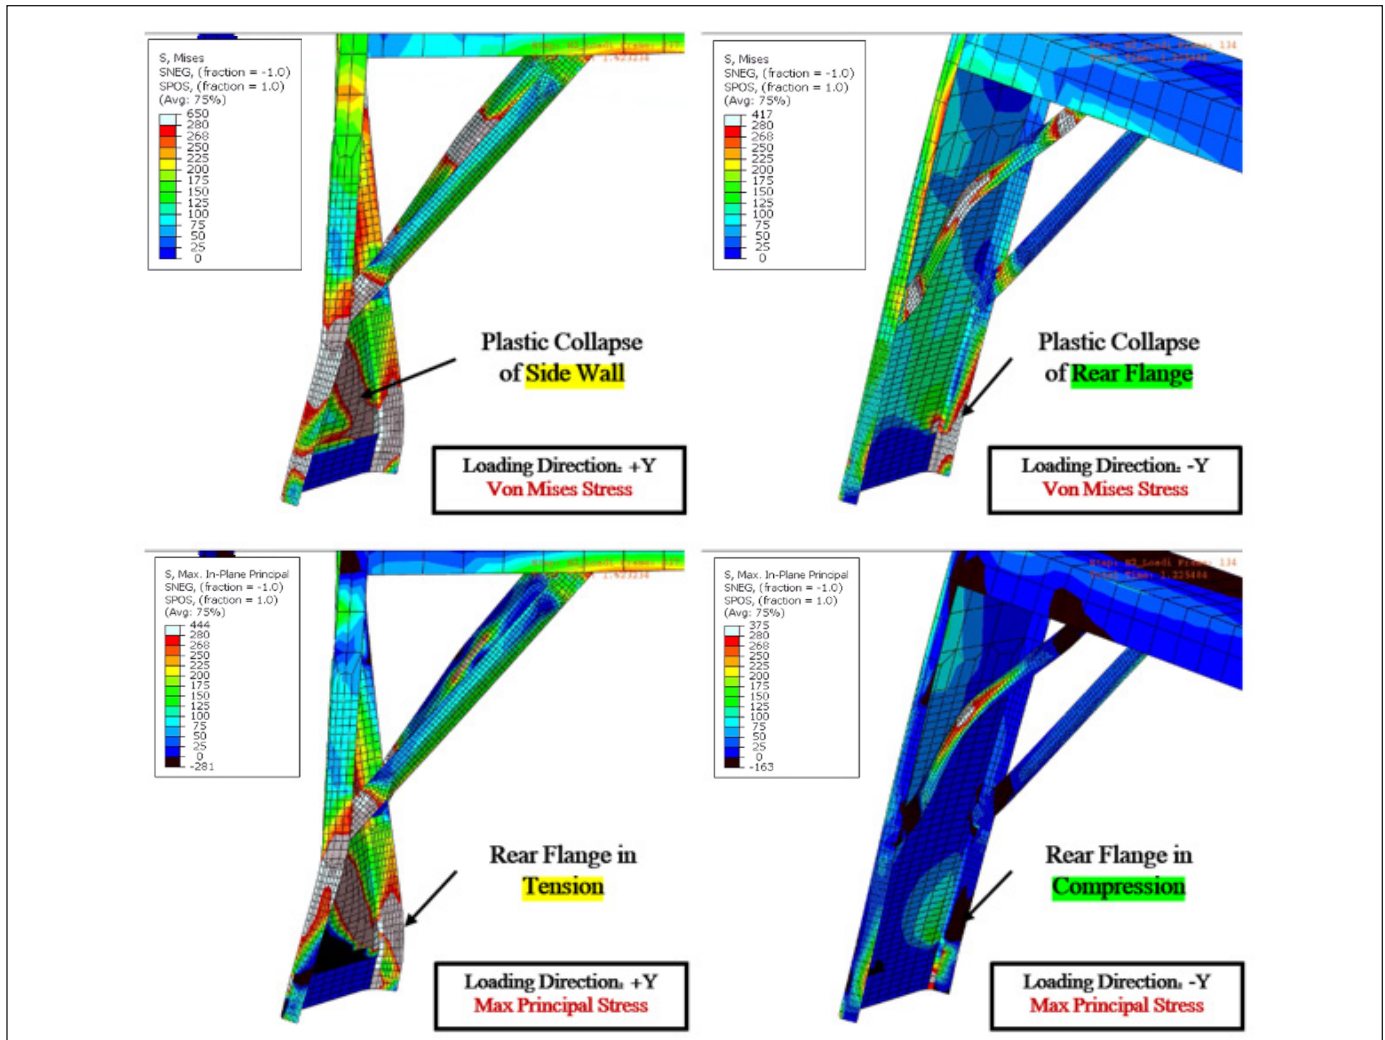 S, Mises
SNEG, (fraction = -1.0)
SPOS, (fraction = 1.0)
(Avg: 75%)
650
280
268
250
225
200
175
150
125
100
75
50
25
0
Plastic Collapse
of Side Wall
Loading Direction: +Y
Von Mises Stress
S, Mises
SNEG, (fraction = -1.0)
SPOS, (fraction = 1.0)
(Avg: 75%)
417
280
268
250
225
200
175
150
125
100
75
50
25
0
134
Plastic Collapse
of Rear Flange
Loading Direction: -Y
Von Mises Stress
S, Max. In-Plane Principal
SNEG, (fraction = -1.0)
SPOS, (fraction = 1.0)
(Avg: 75%)
444
280
268
250
225
200
175
150
125
100
75
50
25
0
-281
Rear Flange in
Tension
Loading Direction: +Y
Max Principal Stress
S, Max. In-Plane Principal
SNEG, (fraction = -1.0)
SPOS, (fraction = 1.0)
(Avg: 75%)
375
280
268
250
225
200
175
150
125
100
75
50
25
0
-163
134
Rear Flange in
Compression
Loading Direction: -Y
Max Principal Stress